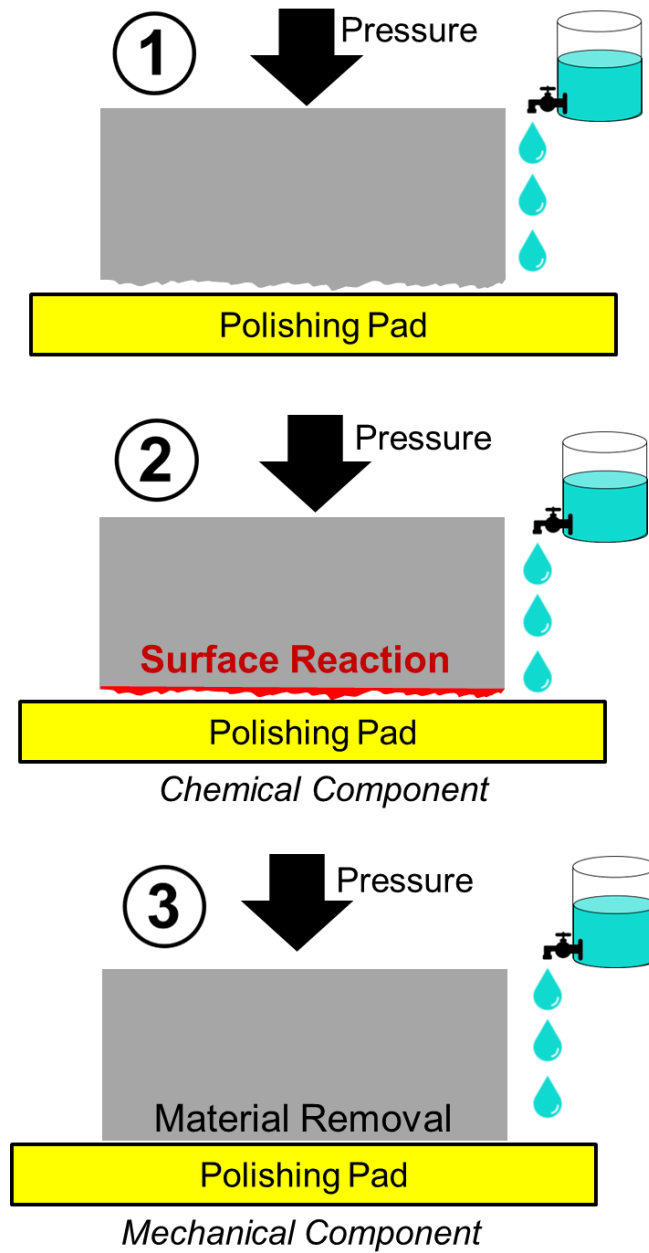 1
Pressure
Polishing Pad
2
Pressure
Surface Reaction
Polishing Pad
Chemical Component
3
Pressure
Material Removal
Polishing Pad
Mechanical Component